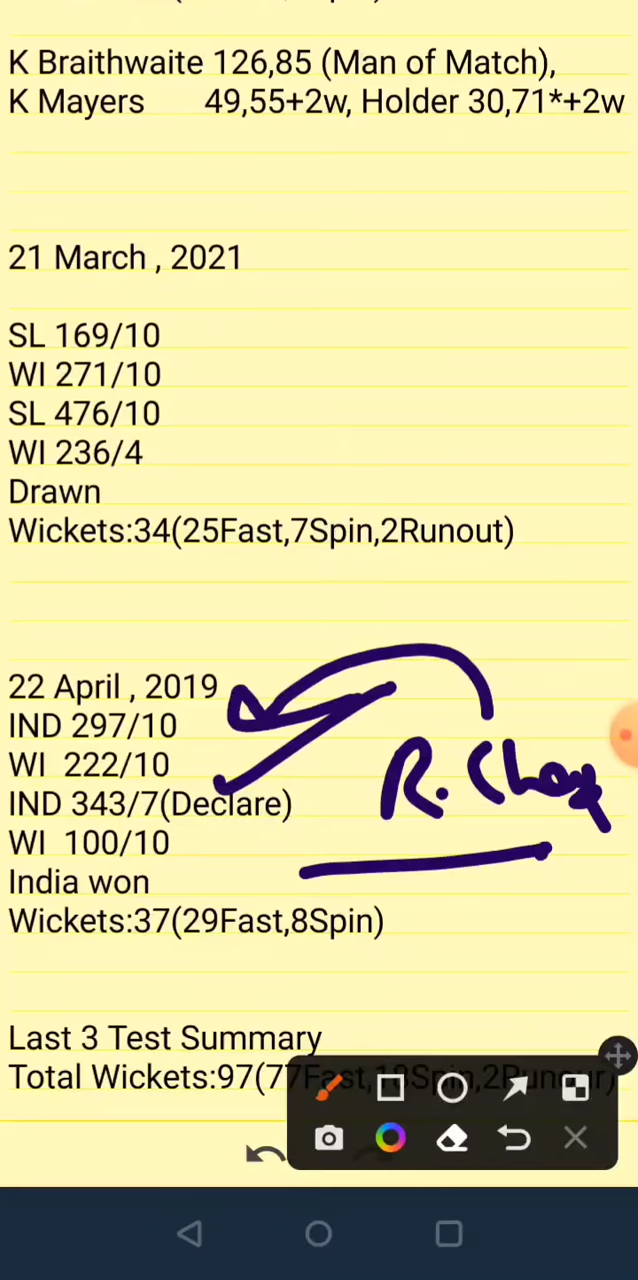 K Braithwaite 126,85 (Man of Match),
K Mayers 49,55+2w, Holder 30,71*+2w
21 March , 2021
SL 169/10
WI 271/10
SL 476/10
WI 236/4
Drawn
Wickets:34(25Fast,7Spin,2Runout)
22 April , 2019
IND 297/10
WI 222/10
IND 343/7(Declare)
WI 100/10
India won
Wickets:37(29Fast,8Spin)
R.
Last 3 Test Summary
Total Wickets:97(77Fast,18Spin,2Runour)